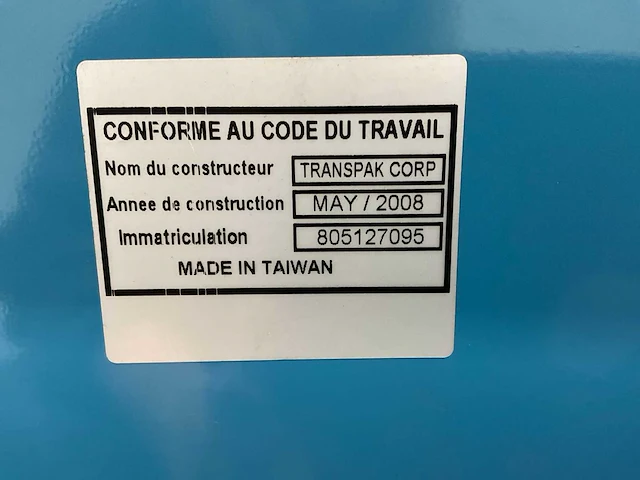 CONFORME AU CODE DU TRAVAIL
Nom du constructeur TRANSPAK CORP
Annee de construction MAY / 2008
Immatriculation 805127095
MADE IN TAIWAN